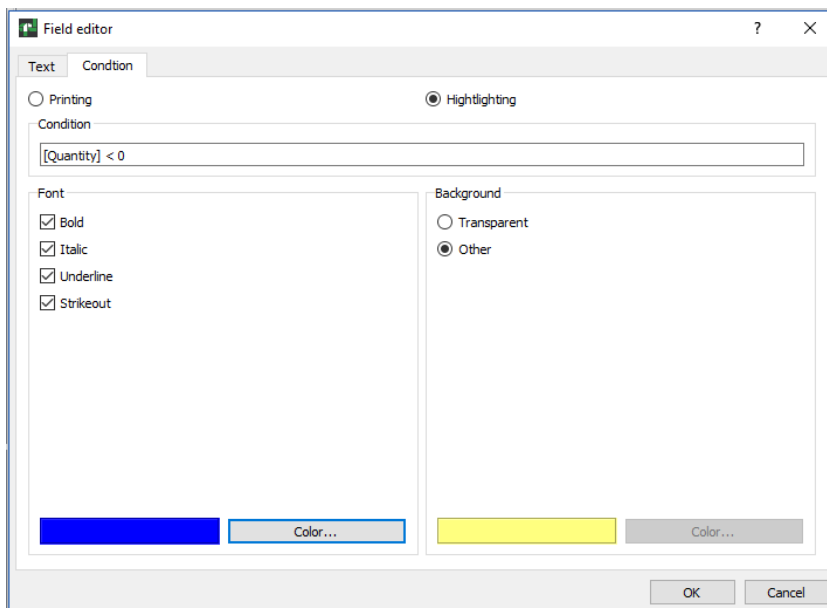 Field editor
?
Text Condtion
Printing Hightlighting
Condition
[Quantity] < 0
Font Background
Bold Transparent
Italic Other
Underline
Strikeout
Color... Color...
OK Cancel